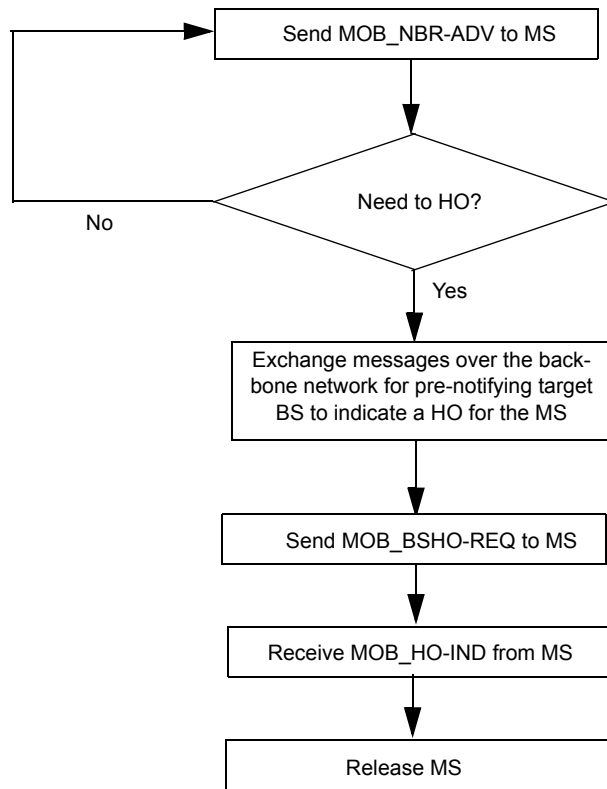 Send MOB_NBR-ADV to MS
Need to HO?
No
Yes
Exchange messages over the back-
bone network for pre-notifying target
BS to indicate a HO for the MS
Send MOB_BSHO-REQ to MS
Receive MOB_HO-IND from MS
Release MS